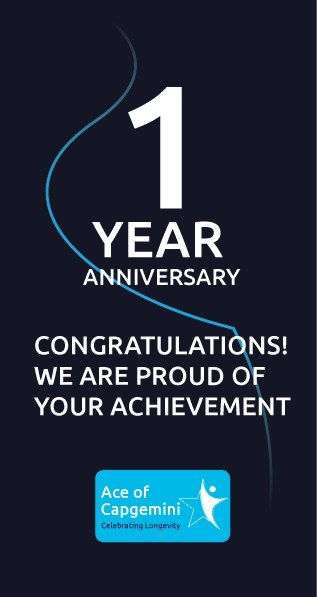 1
YEAR
ANNIVERSARY
CONGRATULATIONS!
WE ARE PROUD OF
YOUR ACHIEVEMENT
Ace of
Capgemini
Celebrating Longevity